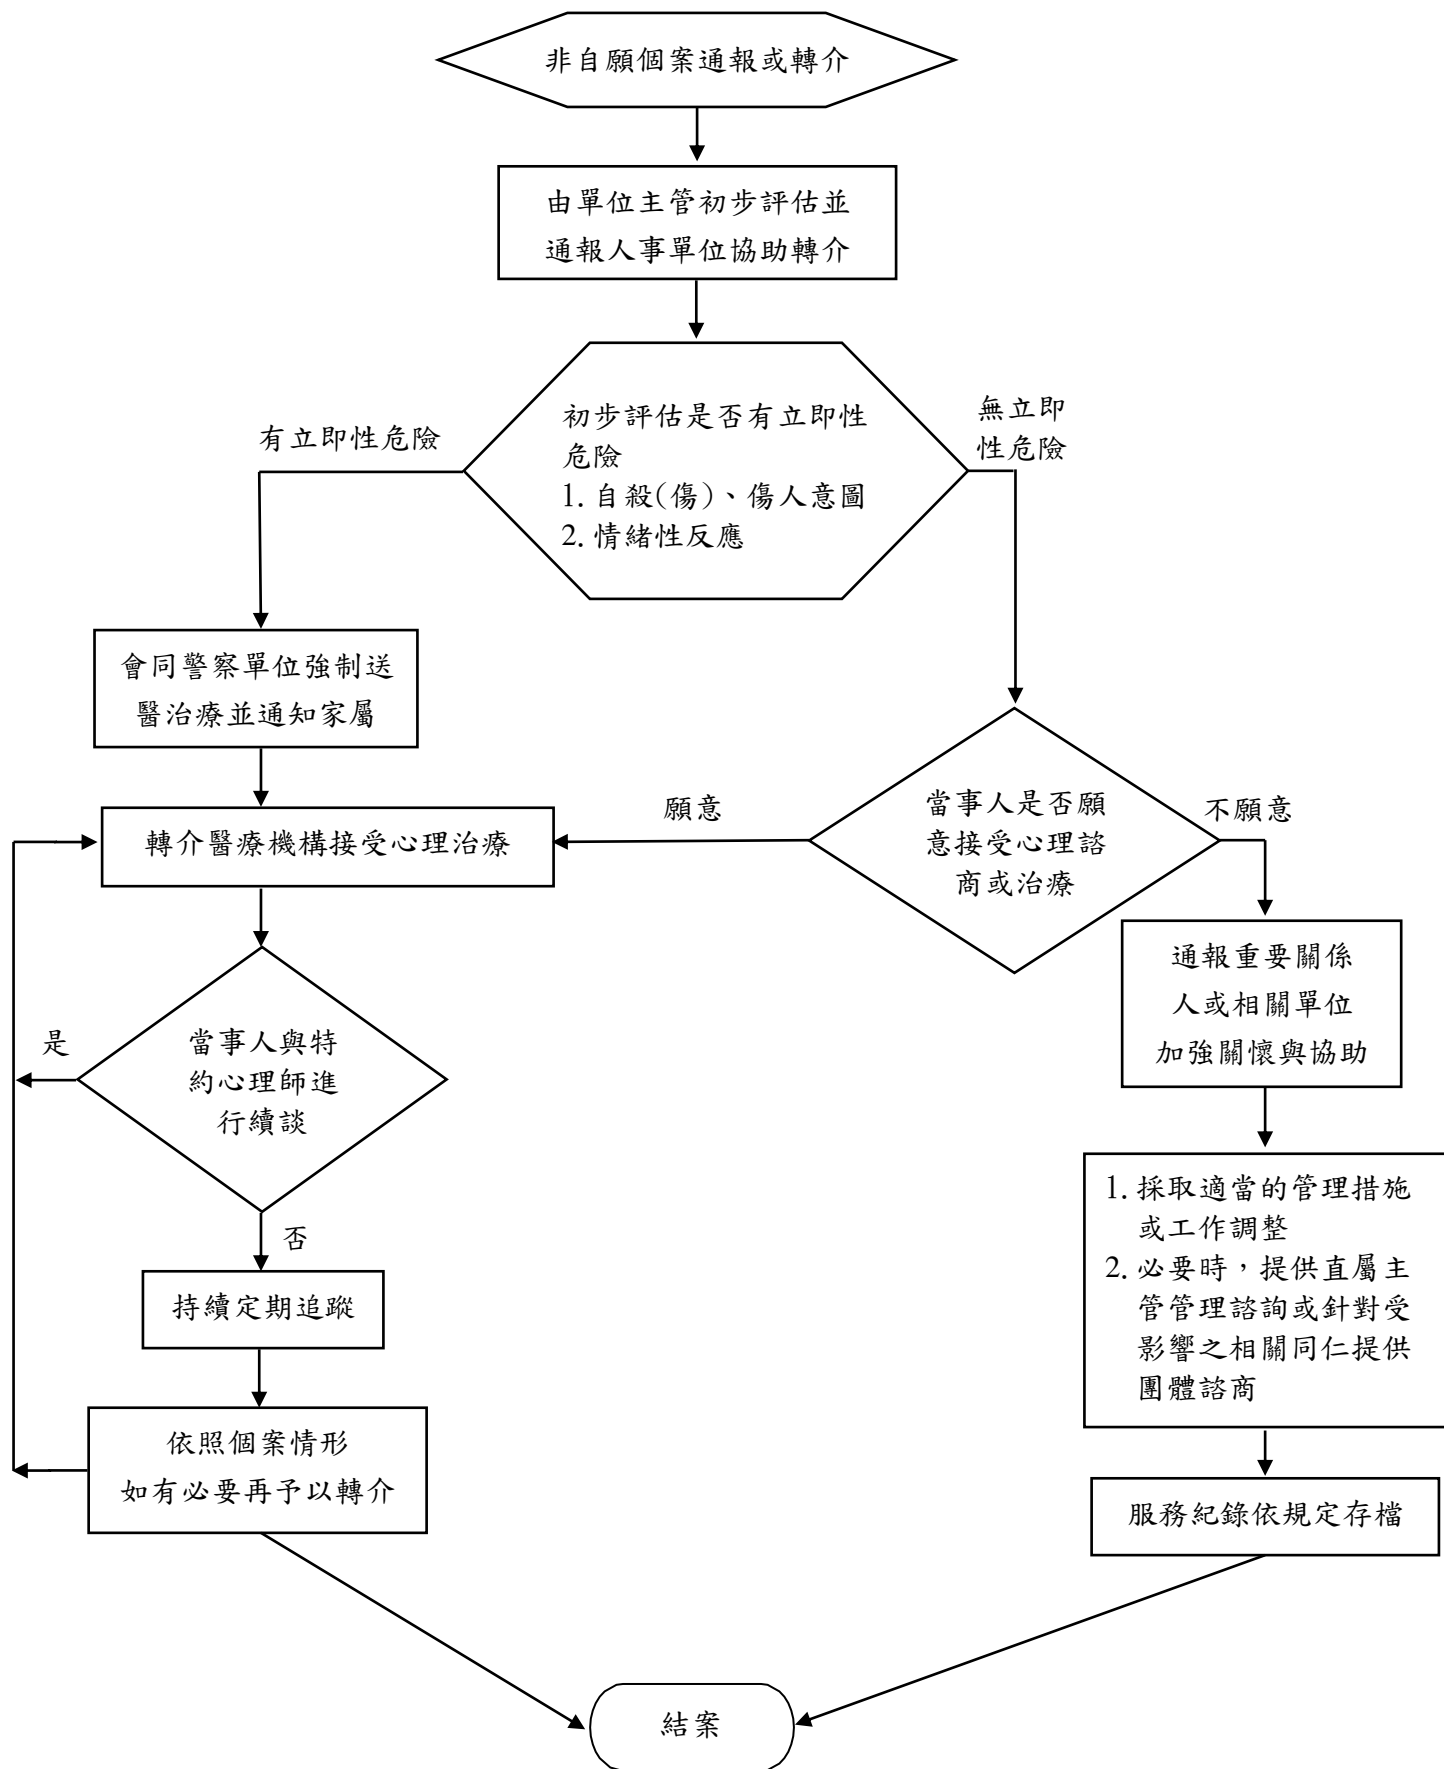 非自願個案通報或轉介
由單位主管初步評估並
通報人事單位協助轉介
初步評估是否有立即性
危險
1. 自殺(傷)、傷人意圖
2. 情緒性反應
有立即性危險
無立即
性危險
會同警察單位強制送
醫治療並通知家屬
當事人是否願
意接受心理諮
商或治療
願意
不願意
轉介醫療機構接受心理治療
通報重要關係
人或相關單位
加強關懷與協助
當事人與特
約心理師進
行續談
是
否
1. 採取適當的管理措施
或工作調整
2. 必要時，提供直屬主
管管理諮詢或針對受
影響之相關同仁提供
團體諮商
持續定期追蹤
依照個案情形
如有必要再予以轉介
服務紀錄依規定存檔
結案